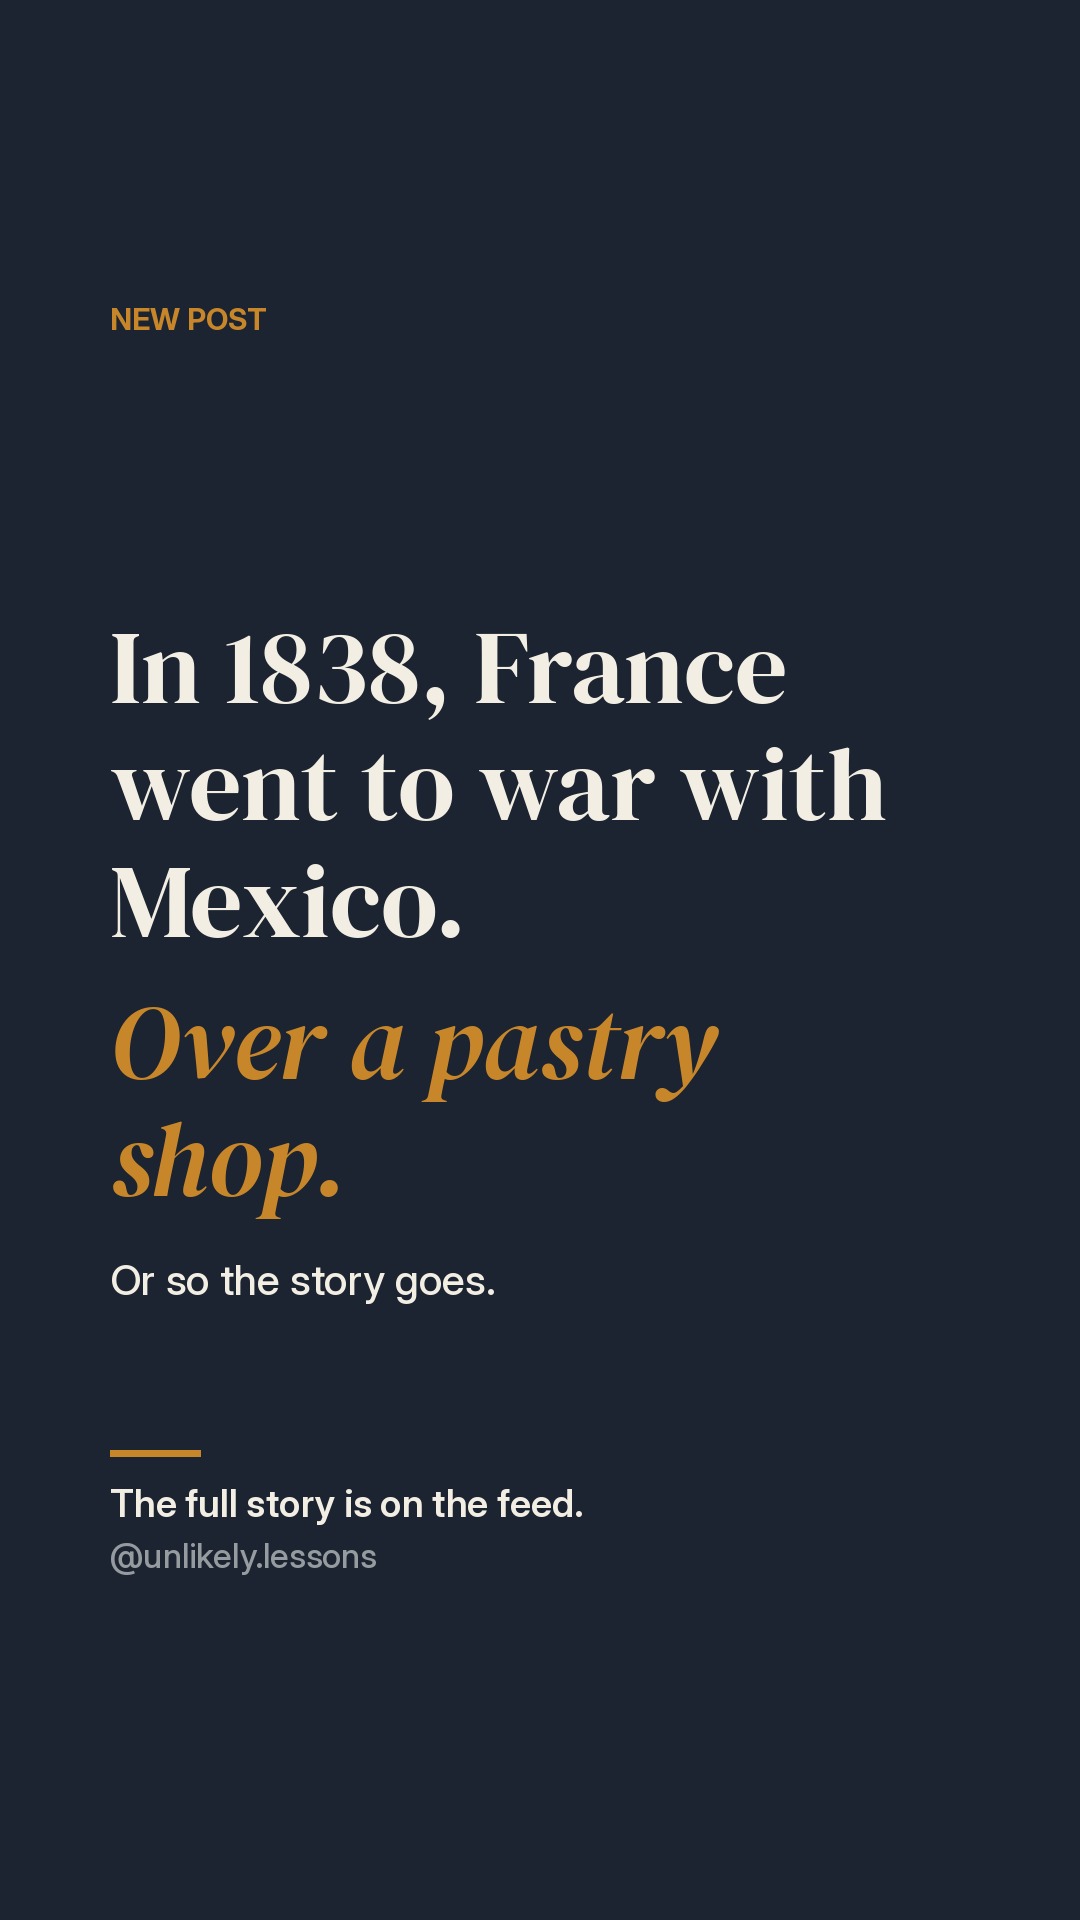 NEW POST
In 1838, France
went to war with
Mexico.
Over a pastry
shop.
Or so the story goes.
The full story is on the feed.
@unlikely.lessons